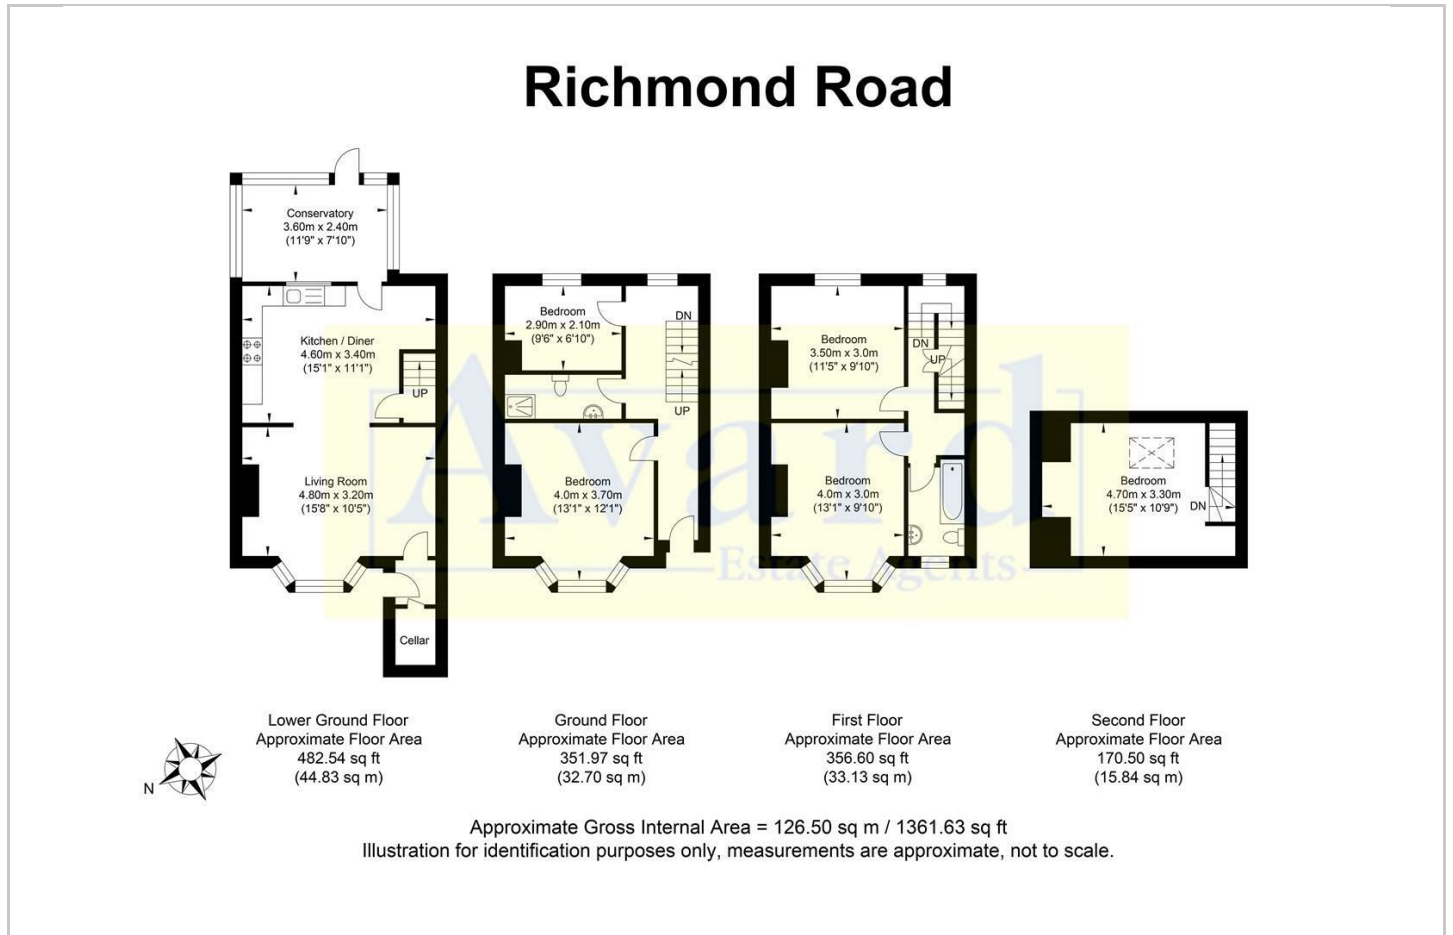 Richmond Road
Conservatory
3.60m x 2.40m
(11'9" x 7'10")
Kitchen / Diner
4.60m x 3.40m
(15'1" x 11'1")
UP
Living Room
4.80m x 3.20m
(15'8" x 10'5")
Cellar
Bedroom
2.90m x 2.10m
(9'6" x 6'10")
DN
UP
Bedroom
4.0m x 3.70m
(13'1" x 12'1")
Bedroom
3.50m x 3.0m
(11'5" x 9'10")
DN
UP
Bedroom
4.0m x 3.0m
(13'1" x 9'10")
Bedroom
4.70m x 3.30m
(15'5" x 10'9")
DN
Avard
Estate Agents
Lower Ground Floor
Approximate Floor Area
482.54 sq ft
(44.83 sq m)
Ground Floor
Approximate Floor Area
351.97 sq ft
(32.70 sq m)
First Floor
Approximate Floor Area
356.60 sq ft
(33.13 sq m)
Second Floor
Approximate Floor Area
170.50 sq ft
(15.84 sq m)
N
Approximate Gross Internal Area = 126.50 sq m / 1361.63 sq ft
Illustration for identification purposes only, measurements are approximate, not to scale.